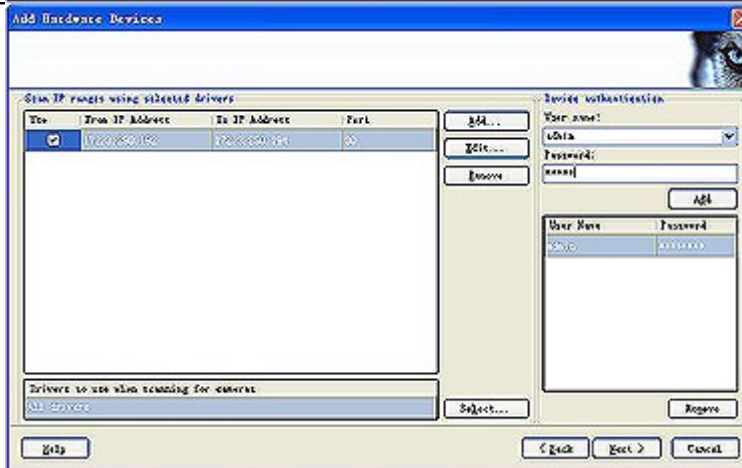 Add Hardware Devices
Scan IP ranges using selected drivers
Use
From IP Address
To IP Address
Port
80
Add...
Edit...
Remove
Drivers to use when scanning for cameras
All drivers
Select...
Device authentication
User name:
admin
Password:
*****
Add
User Name
Password
admin
Remove
Help
< Back
Next >
Cancel